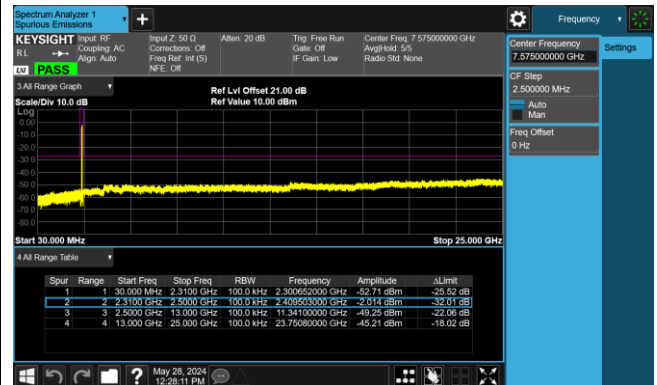 Spectrum Analyzer 1
Spurious Emissions
Frequency
KEYSIGHT
RL
Input: RF
Coupling: AC
Align: Auto
Input Z: 50 Ω
Corrections: Off
Freq Ref: Int (S)
NFE: Off
Atten: 20 dB
Trig: Free Run
Gate: Off
IF Gain: Low
Center Freq: 7.575000000 GHz
Avg|Hold: 5/5
Radio Std: None
LXI PASS
Center Frequency
7.575000000 GHz
Settings
CF Step
2.500000 MHz
Auto
Man
Freq Offset
0 Hz
3 All Range Graph
Scale/Div 10.0 dB
Ref Lvl Offset 21.00 dB
Ref Value 10.00 dBm
Log
0.00
-10.0
-20.0
-30.0
-40.0
-50.0
-60.0
-70.0
-80.0
Start 30.000 MHz
Stop 25.000 GHz
4 All Range Table
Spur Range Start Freq Stop Freq RBW Frequency Amplitude ΔLimit
1 1 30.000 MHz 2.3100 GHz 100.0 kHz 2.300652000 GHz -52.71 dBm -25.52 dB
2 2 2.3100 GHz 2.5000 GHz 100.0 kHz 2.409503000 GHz -2.014 dBm -32.01 dB
3 3 2.5000 GHz 13.000 GHz 100.0 kHz 11.34100000 GHz -49.25 dBm -22.06 dB
4 4 13.000 GHz 25.000 GHz 100.0 kHz 23.75080000 GHz -45.21 dBm -18.02 dB
?
May 28, 2024
12:28:11 PM